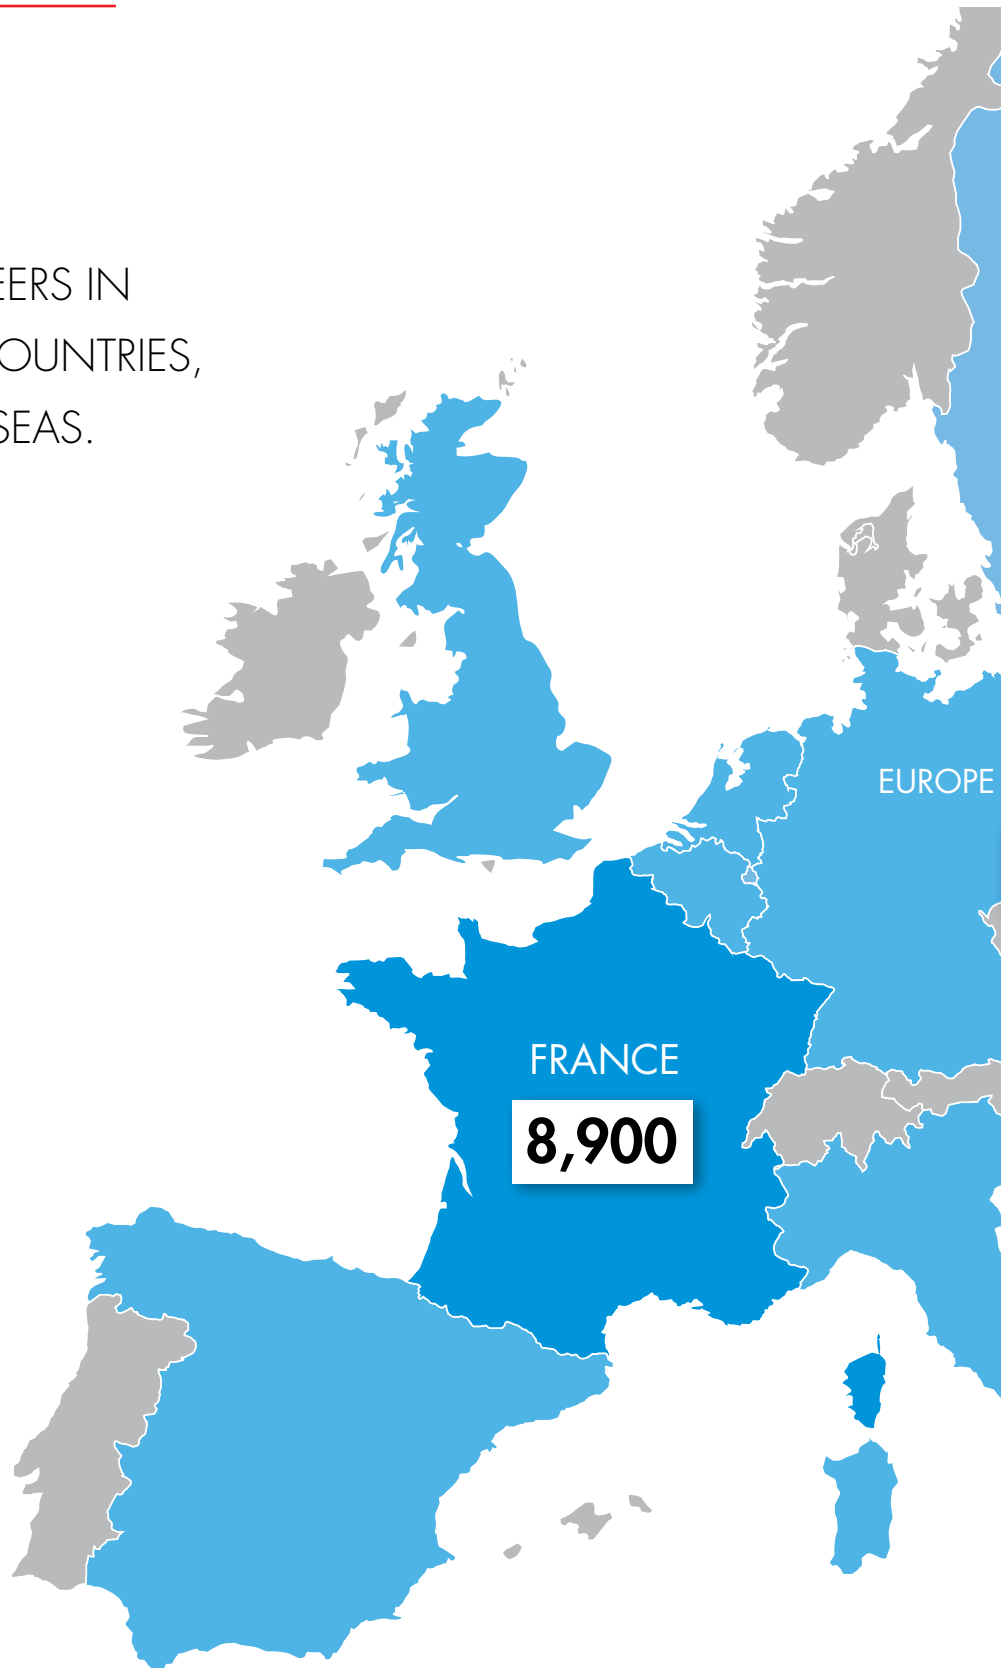 EERS IN
OUNTRIES,
SEAS.
EUROPE
FRANCE
8,900